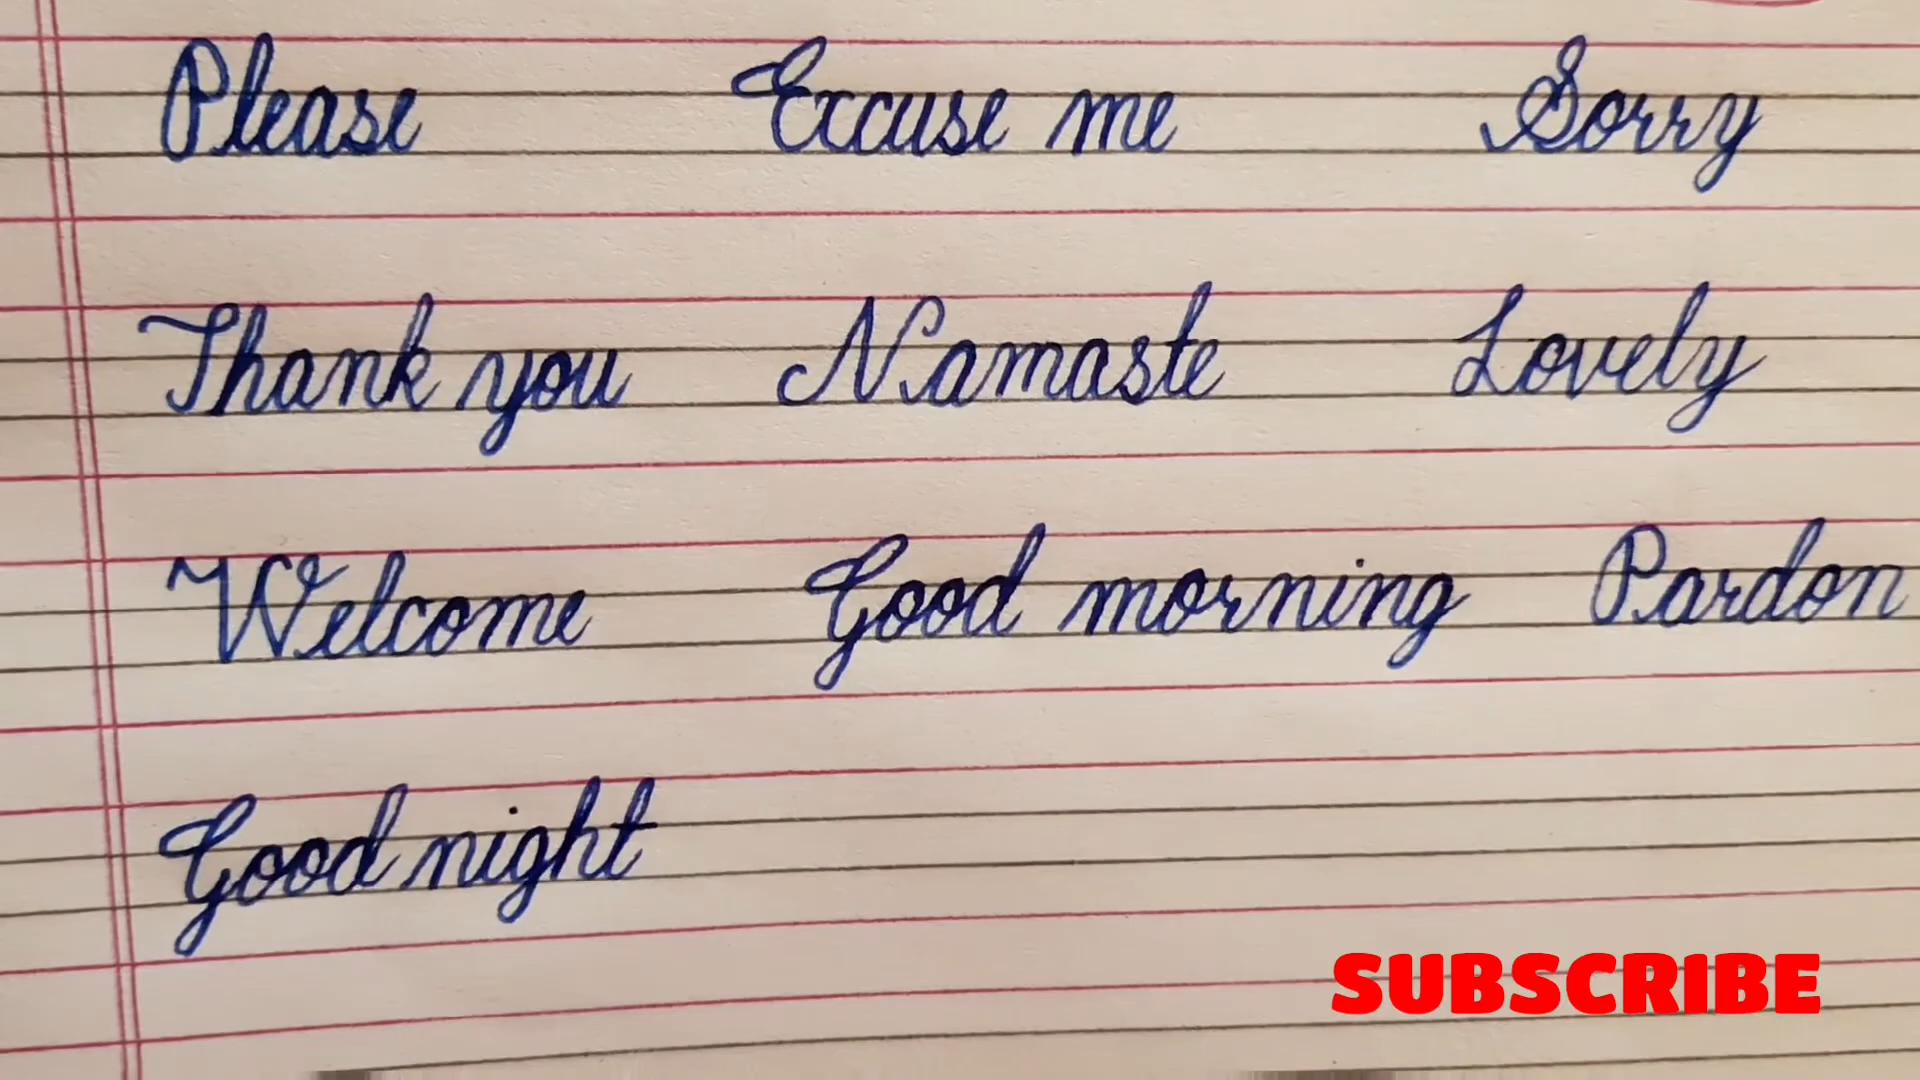 Please Excuse me Sorry
Thank you Namaste Lovely
Welcome Good morning Pardon
Good night
SUBSCRIBE